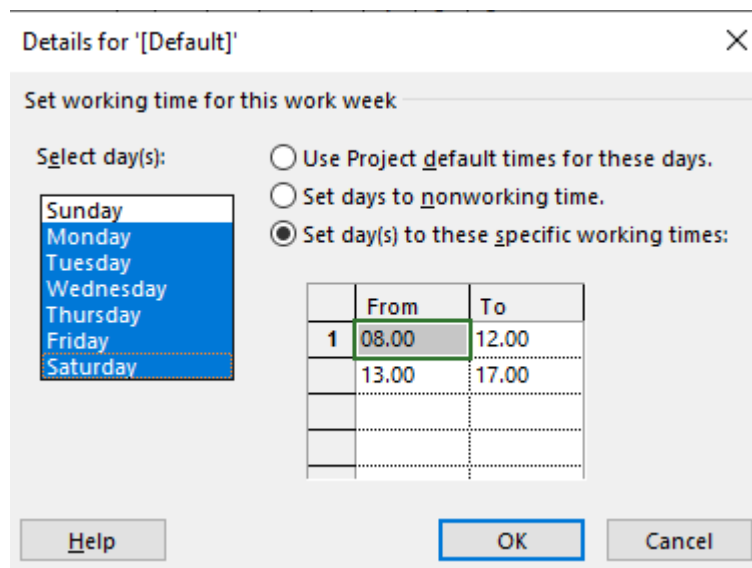 Details for '[Default]'
Set working time for this work week
Select day(s):
Sunday
Monday
Tuesday
Wednesday
Thursday
Friday
Saturday
Use Project default times for these days.
Set days to nonworking time.
Set day(s) to these specific working times:
From To
1 08.00 12.00
13.00 17.00
Help OK Cancel